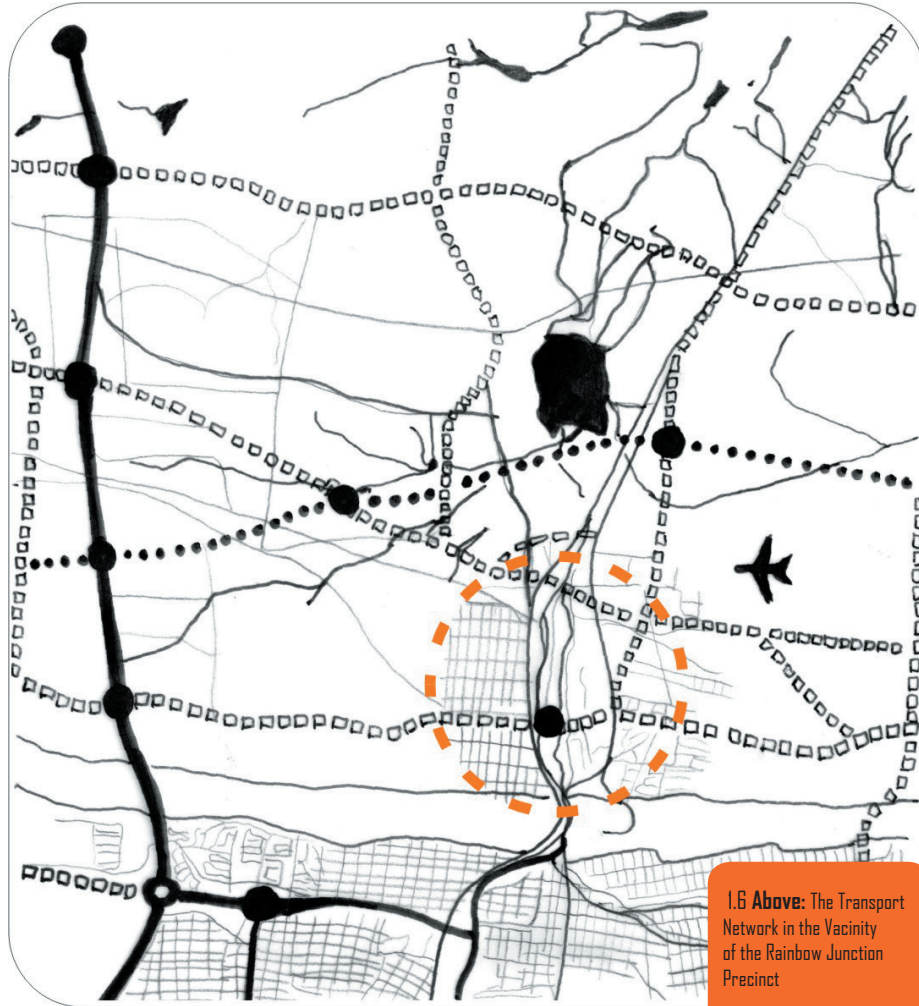 1.6 Above: The Transport
Network in the Vacinity
of the Rainbow Junction
Precinct